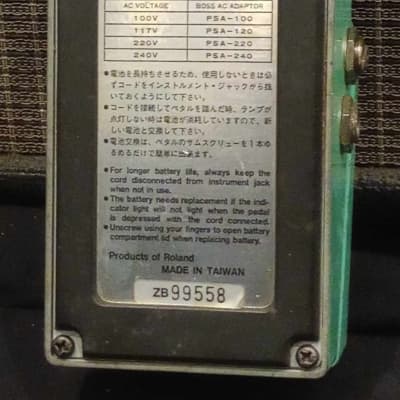 AC VOLTAGE BOSS AC ADAPTOR
100V PSA-100
117V PSA-120
220V PSA-220
240V PSA-240
●電池を長持ちさせるため、使用しないときは必
ずコードをインストルメント・ジャックから抜
いておくようにして下さい。
●コードを接続してペタルを踏んだ時、ランプが
点灯しない時は電池が消耗していますので、新
しい電池と交換して下さい。
●電池交換は、ペタルのサムスクリューを1本ゆ
るめるだけで簡単に出来ます。
●For longer battery life, always keep the
cord disconnected from instrument jack
when not in use.
●The battery needs replacement if the indi-
cator light will not light when the pedal
is depressed with the cord connected.
●Unscrew using your fingers to open battery
compartment lid when replacing battery.
Products of Roland
MADE IN TAIWAN
ZB 99558